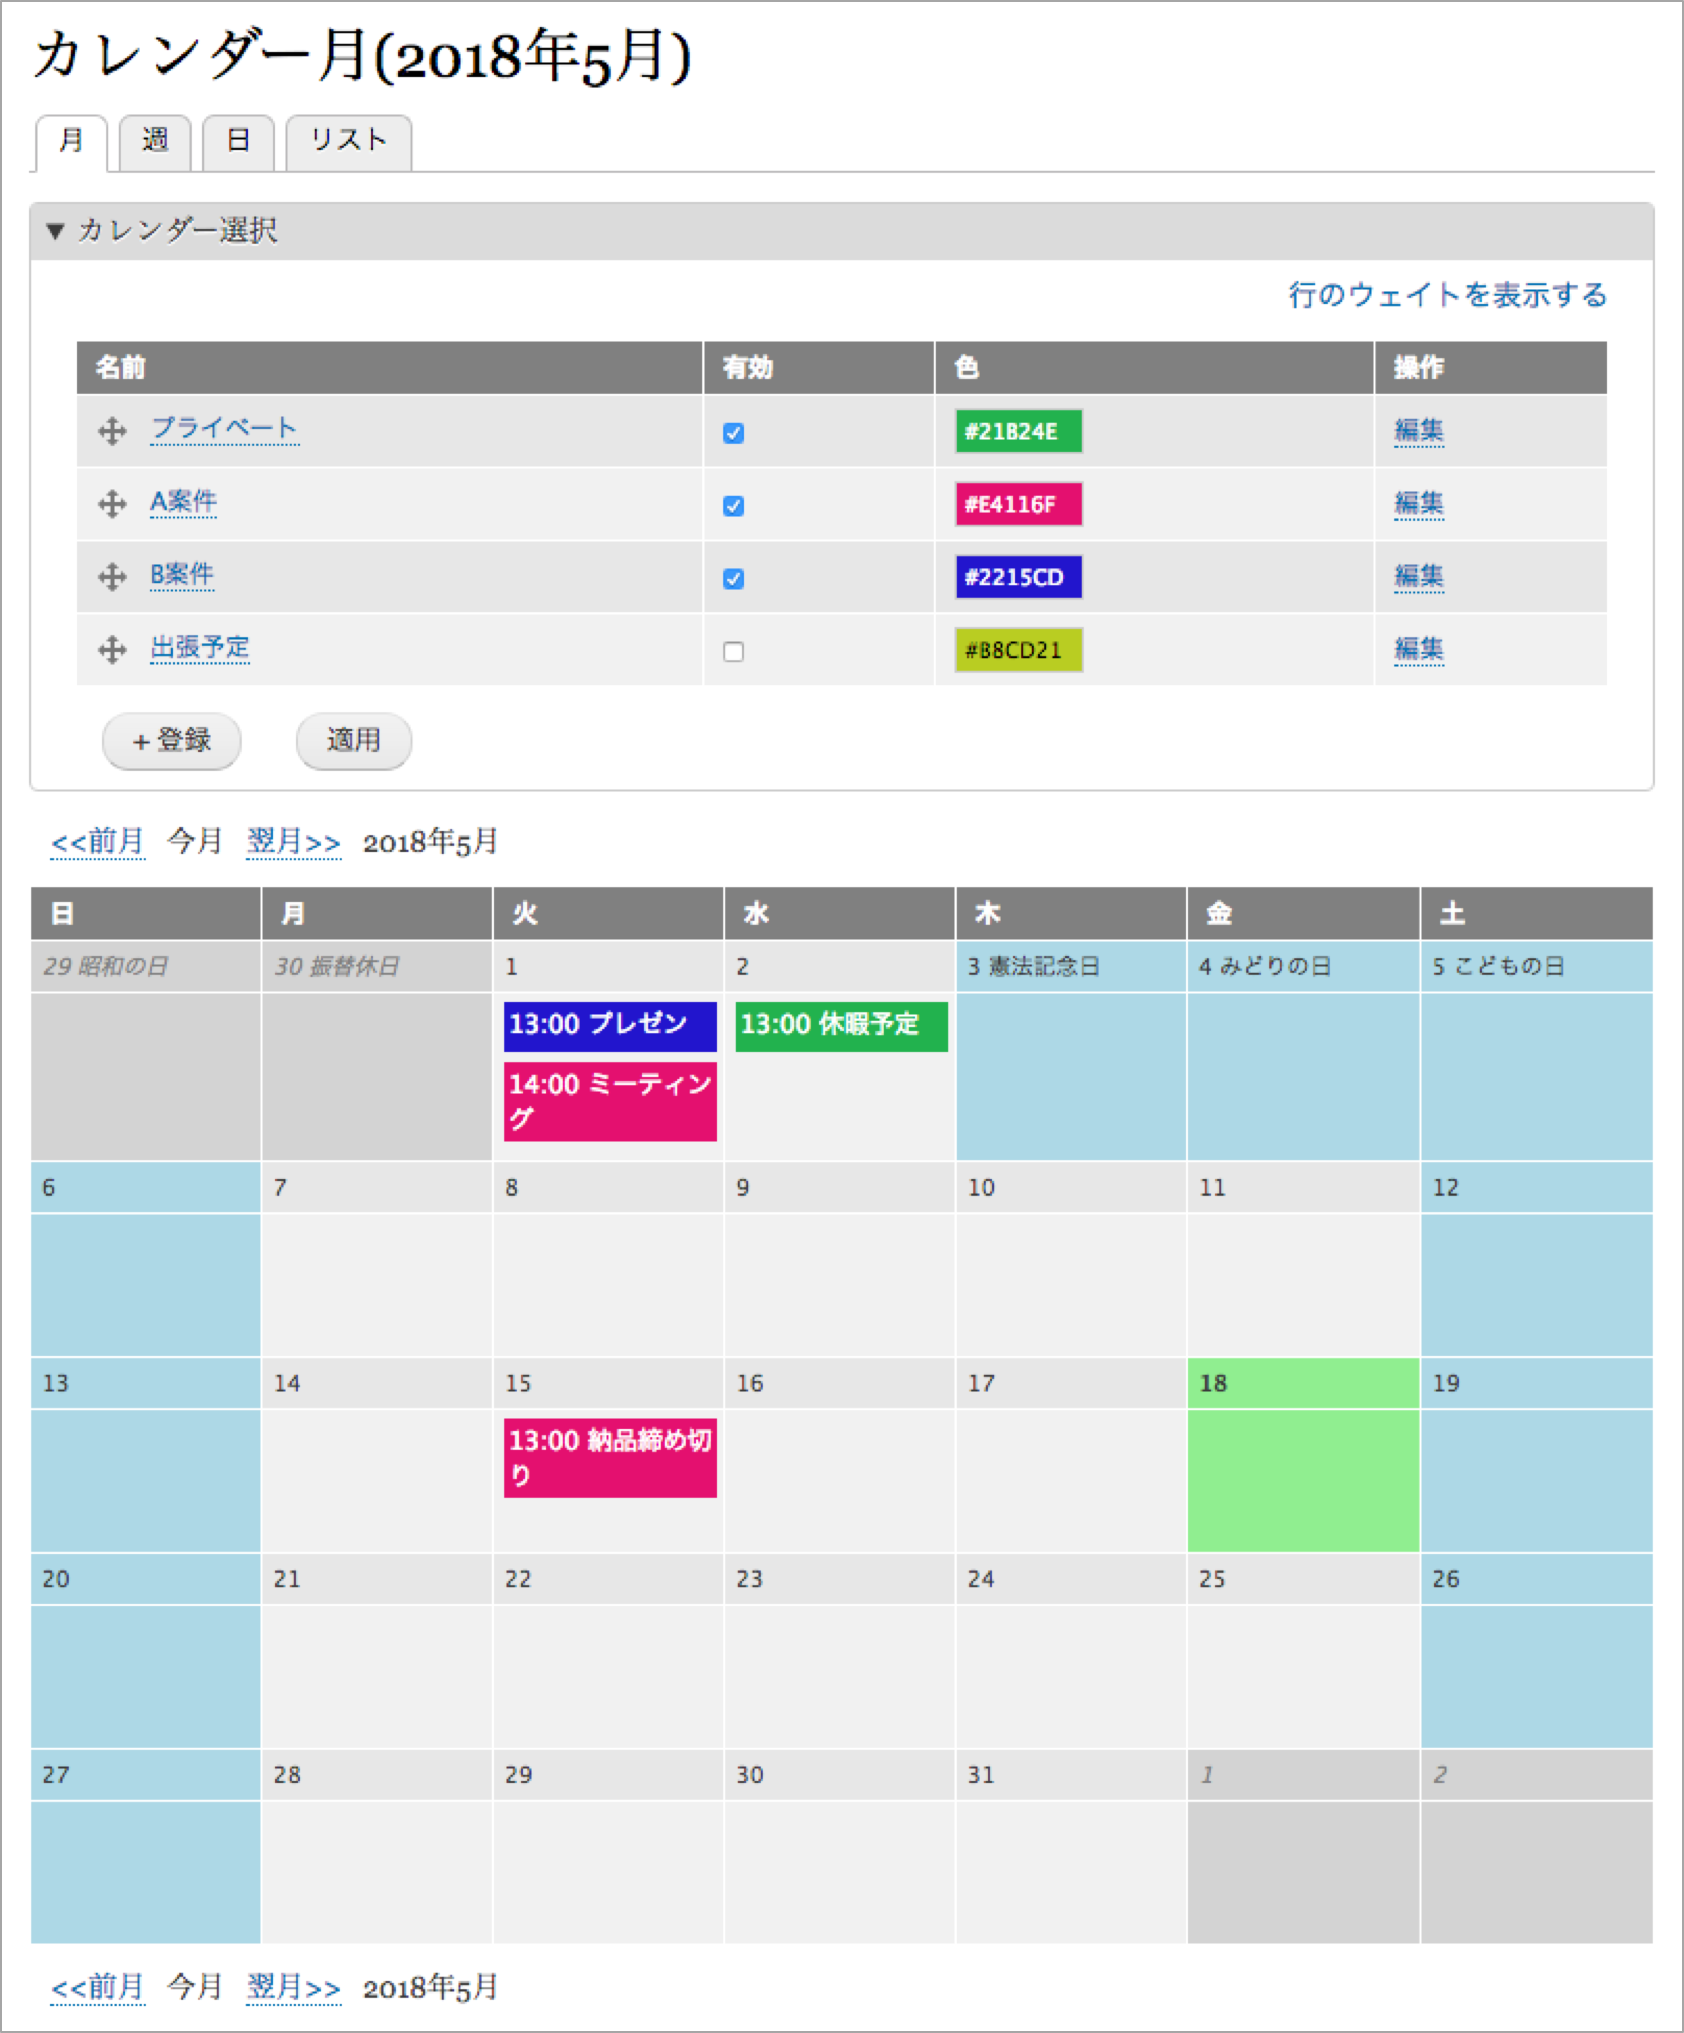 カレンダー月(2018年5月)
月 週 日 リスト
▼ カレンダー選択
行のウェイトを表示する
名前 有効 色 操作
プライベート #21B24E 編集
A案件 #E4116F 編集
B案件 #2215CD 編集
出張予定 #B8CD21 編集
+ 登録 適用
<<前月 今月 翌月>> 2018年5月
日 月 火 水 木 金 土
29 昭和の日 30 振替休日 1 2 3 憲法記念日 4 みどりの日 5 こどもの日
13:00 プレゼン 13:00 休暇予定
14:00 ミーティン
グ
6 7 8 9 10 11 12
13 14 15 16 17 18 19
13:00 納品締め切
り
20 21 22 23 24 25 26
27 28 29 30 31 1 2
<<前月 今月 翌月>> 2018年5月